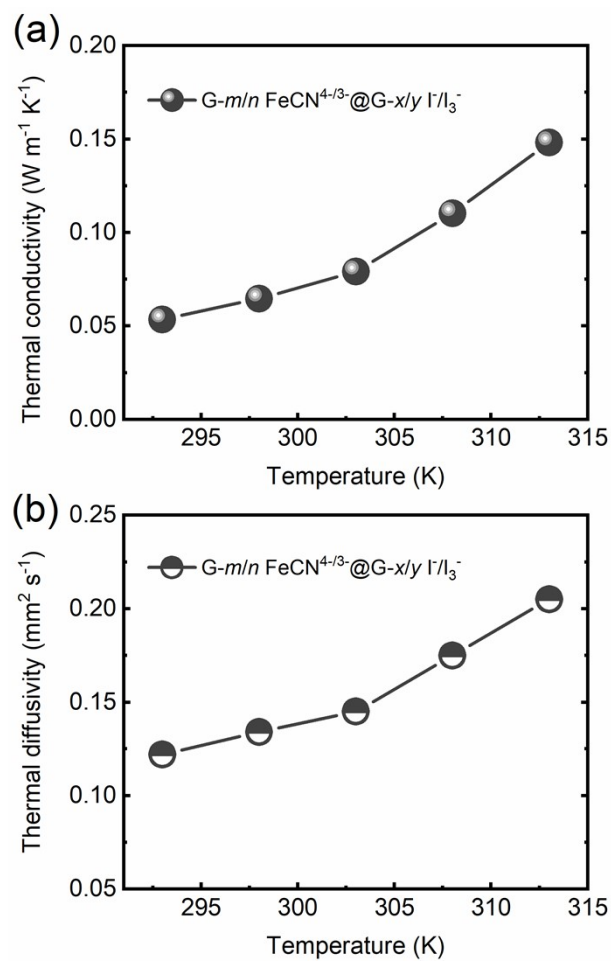 (a)
Thermal conductivity (W m⁻¹ K⁻¹)
0.20
0.15
0.10
0.05
0.00
G-m/n FeCN⁴⁻/³⁻@G-x/y I⁻/I₃⁻
295 300 305 310 315
Temperature (K)
(b)
Thermal diffusivity (mm² s⁻¹)
0.25
0.20
0.15
0.10
0.05
G-m/n FeCN⁴⁻/³⁻@G-x/y I⁻/I₃⁻
295 300 305 310 315
Temperature (K)